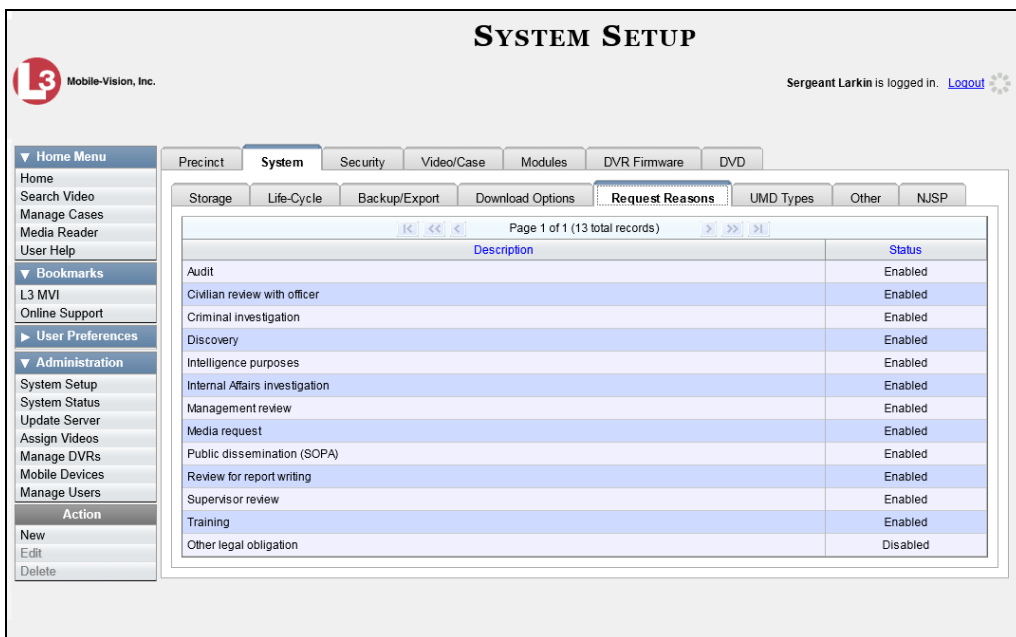 SYSTEM SETUP
L3 Mobile-Vision, Inc.
Sergeant Larkin is logged in. Logout
▼ Home Menu
Home
Search Video
Manage Cases
Media Reader
User Help
▼ Bookmarks
L3 MVI
Online Support
▶ User Preferences
▼ Administration
System Setup
System Status
Update Server
Assign Videos
Manage DVRs
Mobile Devices
Manage Users
Action
New
Edit
Delete
Precinct System Security Video/Case Modules DVR Firmware DVD
Storage Life-Cycle Backup/Export Download Options Request Reasons UMD Types Other NJSP
|< << < Page 1 of 1 (13 total records) > >> >|
Description Status
Audit Enabled
Civilian review with officer Enabled
Criminal investigation Enabled
Discovery Enabled
Intelligence purposes Enabled
Internal Affairs investigation Enabled
Management review Enabled
Media request Enabled
Public dissemination (SOPA) Enabled
Review for report writing Enabled
Supervisor review Enabled
Training Enabled
Other legal obligation Disabled